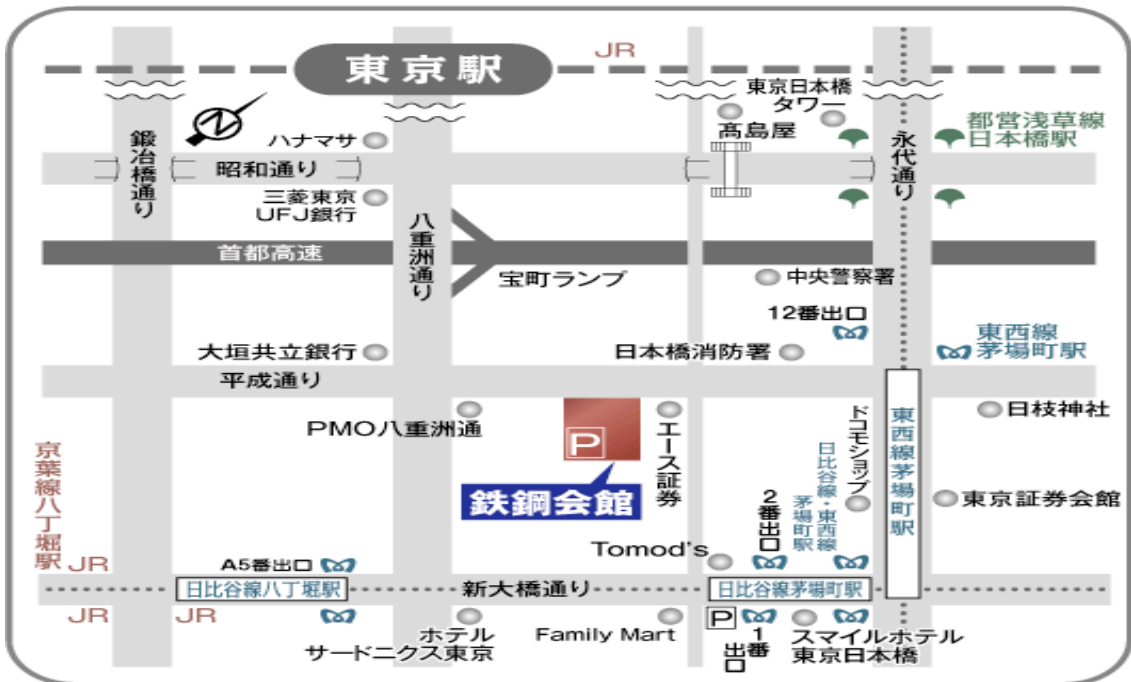 JR
東京駅
東京日本橋
タワー
髙島屋
ハナマサ
鍛冶橋通り
昭和通り
永代通り
都営浅草線
日本橋駅
三菱東京
UFJ銀行
八重洲通り
首都高速
宝町ランプ
中央警察署
12番出口
東西線
茅場町駅
大垣共立銀行
日本橋消防署
平成通り
PMO八重洲通
P
エース証券
ドコモショップ
東西線茅場町駅
日枝神社
京葉線八丁堀駅
鉄鋼会館
日比谷線・東西線
茅場町駅
2番出口
東京証券会館
Tomod's
JR
A5番出口
日比谷線八丁堀駅
新大橋通り
日比谷線茅場町駅
JR
JR
ホテル
サードニクス東京
Family Mart
P
1番
出口
スマイルホテル
東京日本橋